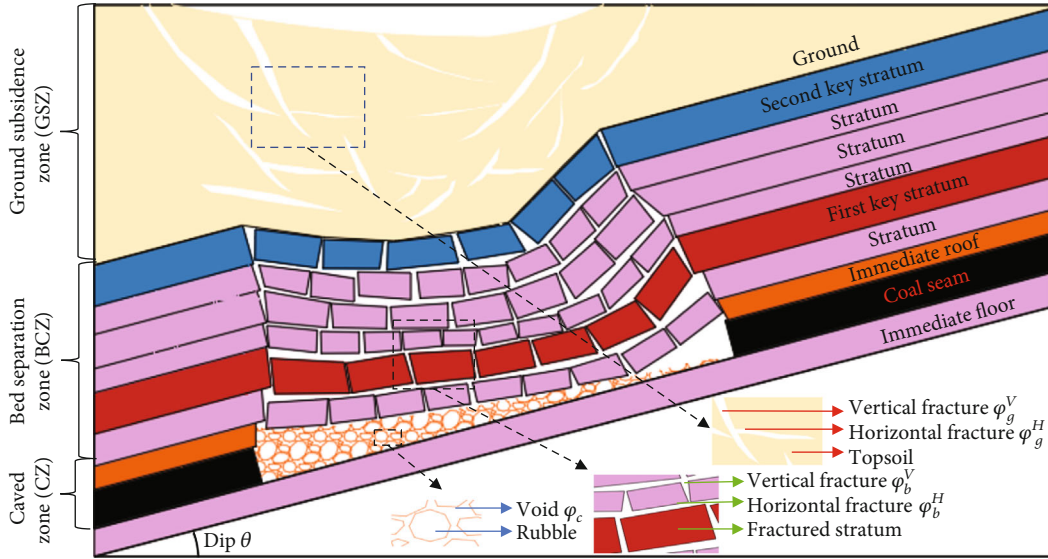 Ground subsidence
zone (GSZ)
Bed separation
zone (BCZ)
Caved
zone (CZ)
Ground
Second key stratum
Stratum
Stratum
Stratum
First key stratum
Stratum
Immediate roof
Coal seam
Immediate floor
Vertical fracture φ_g^V
Horizontal fracture φ_g^H
Topsoil
Vertical fracture φ_b^V
Horizontal fracture φ_b^H
Fractured stratum
Void φ_c
Rubble
Dip θ